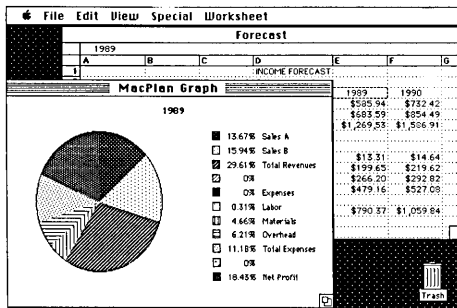 File Edit View Special Worksheet
Forecast
1989
A B C D E F G
1 INCOME FORECAST
MacPlan Graph
1989
1989 1990
$585.94 $732.42
$683.59 $854.49
$1,269.53 $1,586.91
13.67% Sales A
15.94% Sales B
29.61% Total Revenues
0%
0% Expenses
0.31% Labor
4.66% Materials
6.21% Overhead
11.18% Total Expenses
0%
18.43% Net Profit
$13.31 $14.64
$199.65 $219.62
$266.20 $292.82
$479.16 $527.08
$790.37 $1,059.84
Trash